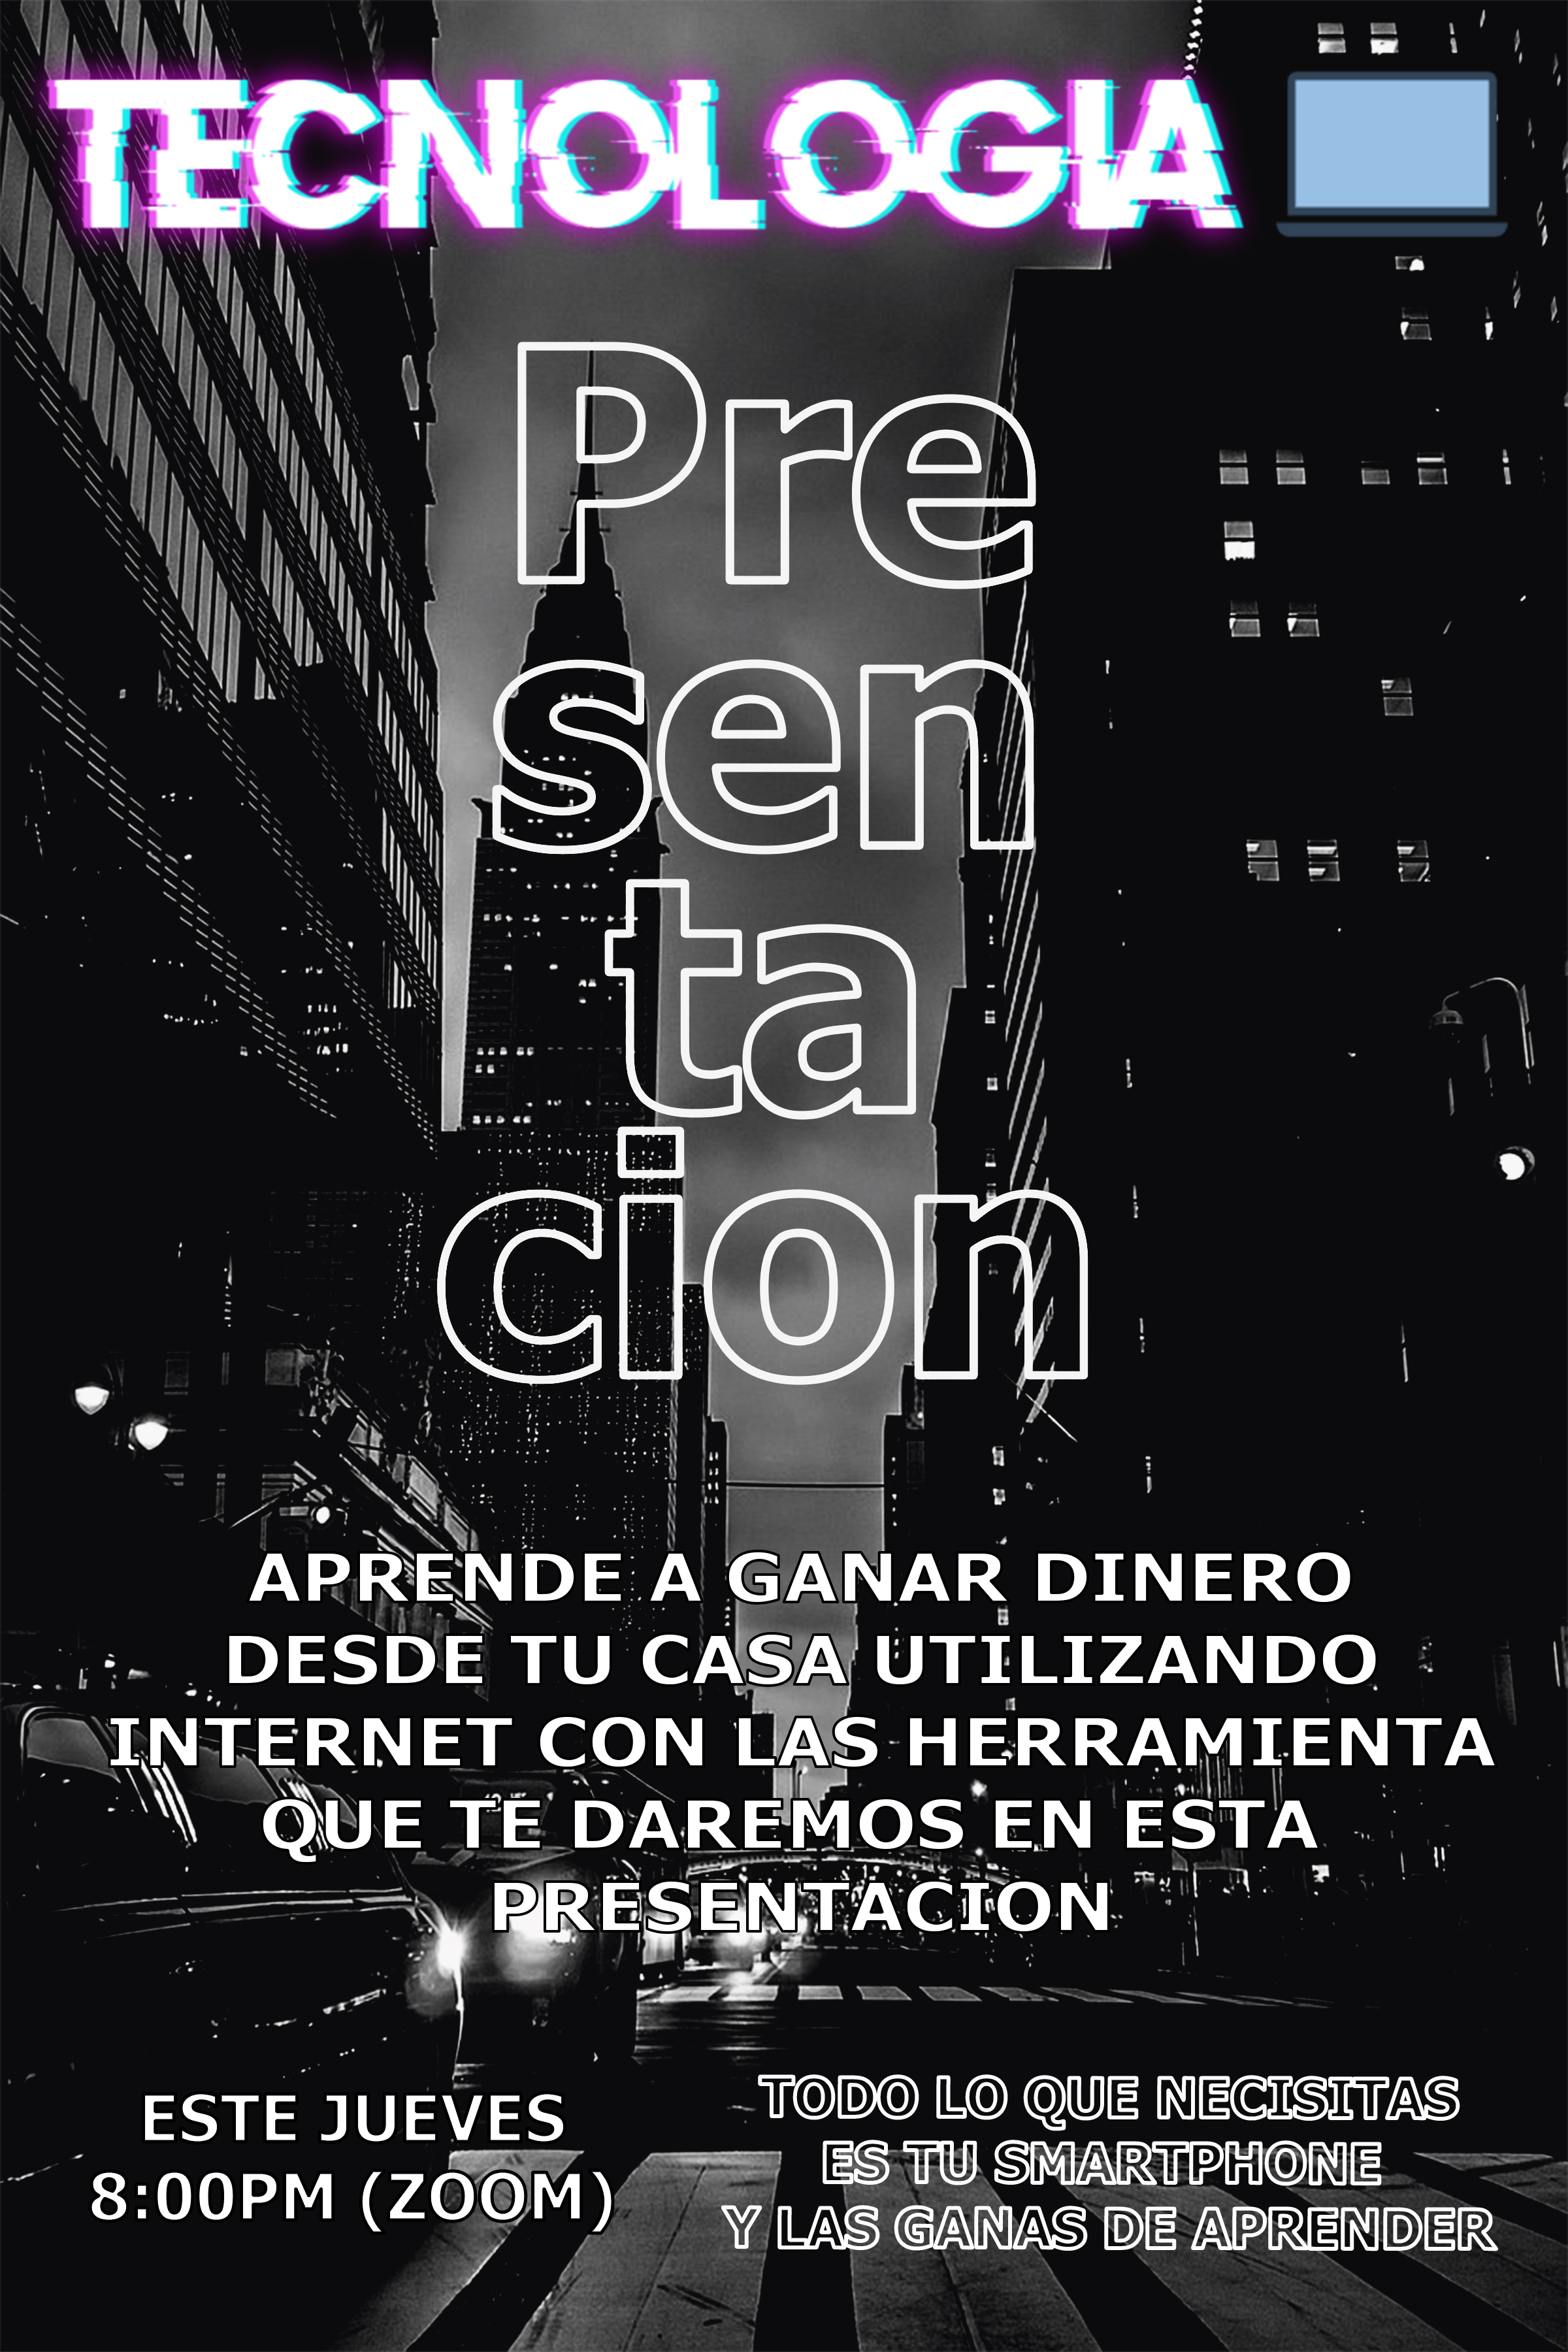 TECNOLOGIA
Pre
sen
ta
cion
APRENDE A GANAR DINERO
DESDE TU CASA UTILIZANDO
INTERNET CON LAS HERRAMIENTA
QUE TE DAREMOS EN ESTA
PRESENTACION
ESTE JUEVES
8:00PM (ZOOM)
TODO LO QUE NECISITAS
ES TU SMARTPHONE
Y LAS GANAS DE APRENDER